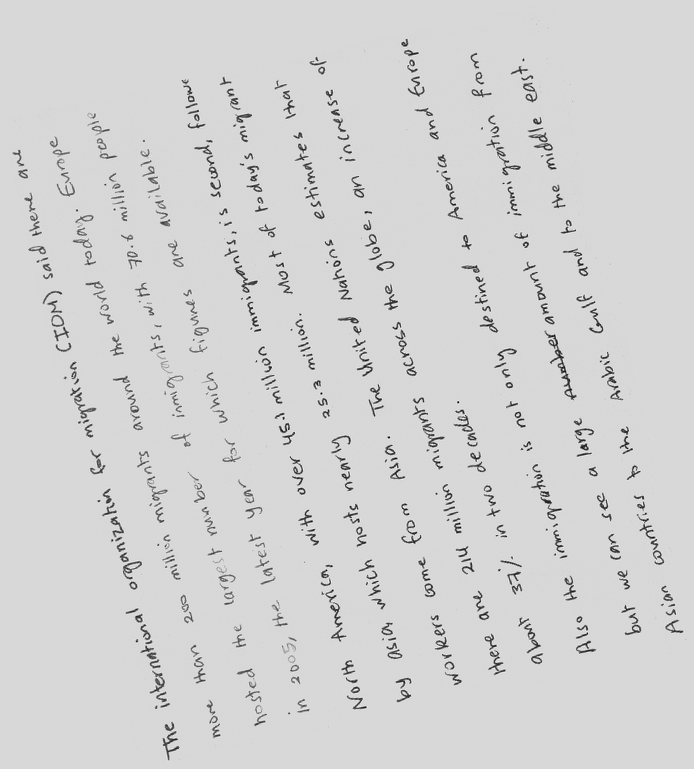 The international organization for migration (IOM) said there are
more than 200 million migrants around the world today. Europe
hosted the largest number of immigrants, with 70.6 million people
in 2005, the latest year for which figures are available.
North America, with over 45.1 million immigrants, is second, followe
by asia which hosts nearly 25.3 million. Most of today's migrant
workers come from Asia. The United Nations estimates that
there are 214 million migrants across the globe, an increase of
about 37% in two decades.
Also the immigration is not only destined to America and Europe
but we can see a large number amount of immigration from
Asian countries to the Arabic Gulf and to the middle east.